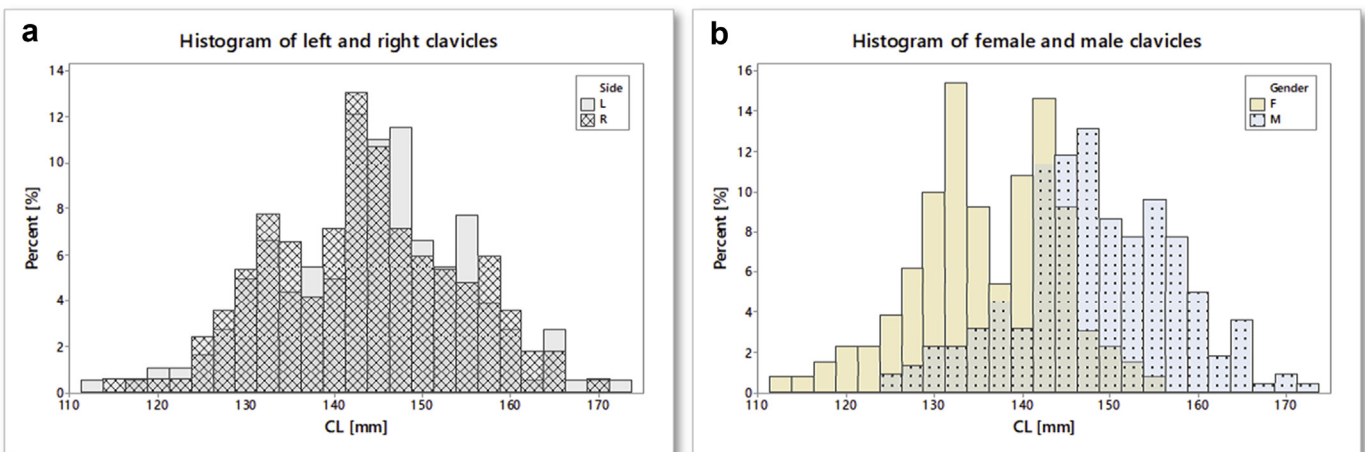 a
Histogram of left and right clavicles
14
12
10
8
6
4
2
0
Percent [%]
Side
L
R
110 120 130 140 150 160 170
CL [mm]
b
Histogram of female and male clavicles
16
14
12
10
8
6
4
2
0
Percent [%]
Gender
F
M
110 120 130 140 150 160 170
CL [mm]